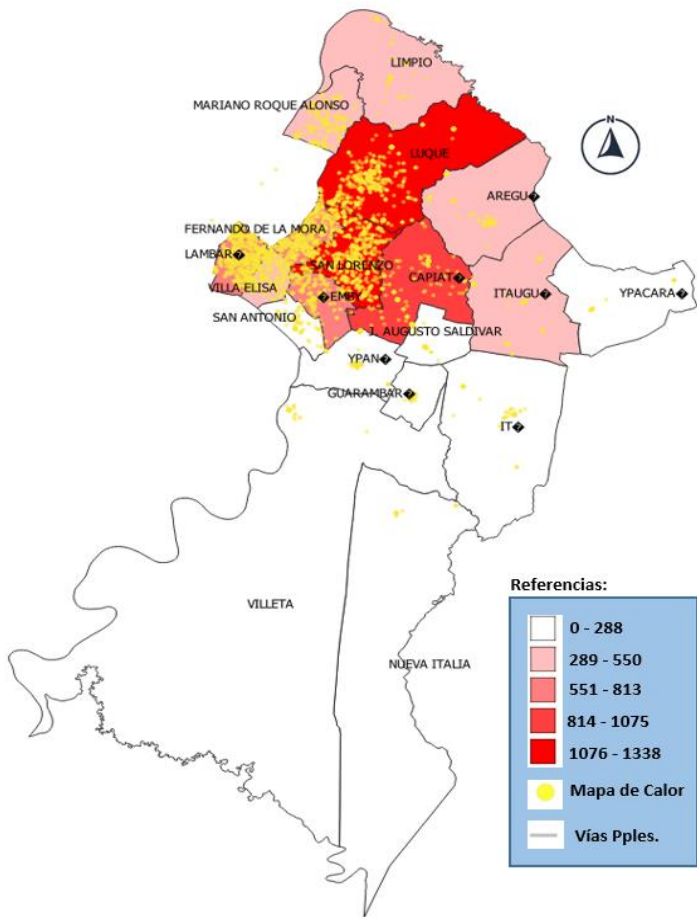 LIMPIO
MARIANO ROQUE ALONSO
N
LUQUE
AREGU�
FERNANDO DE LA MORA
LAMBAR�
SAN LORENZO
CAPIAT�
VILLA ELISA
�EMBY
ITAUGU�
YPACARA�
SAN ANTONIO
J. AUGUSTO SALDIVAR
YPAN�
GUARAMBAR�
IT�
VILLETA
NUEVA ITALIA
Referencias:
0 - 288
289 - 550
551 - 813
814 - 1075
1076 - 1338
Mapa de Calor
Vías Pples.